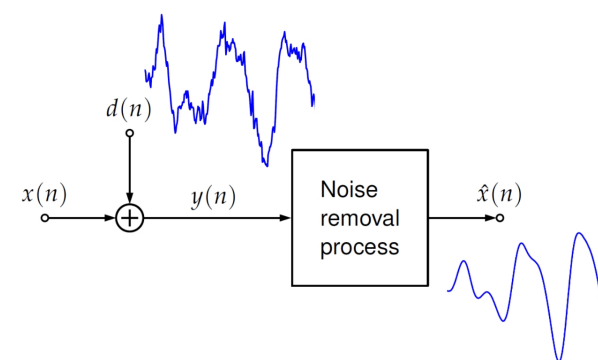 d(n)
x(n)
y(n)
Noise
removal
process
x̂(n)